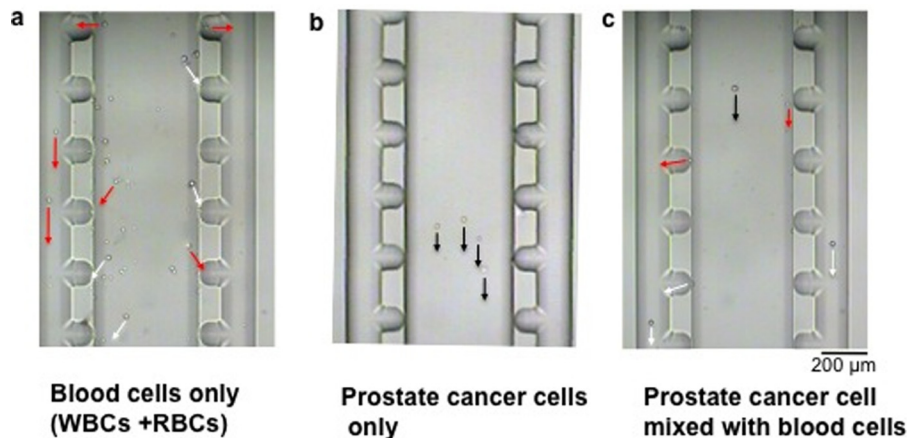 a
b
c
200 µm
Blood cells only
(WBCs +RBCs)
Prostate cancer cells
only
Prostate cancer cell
mixed with blood cells